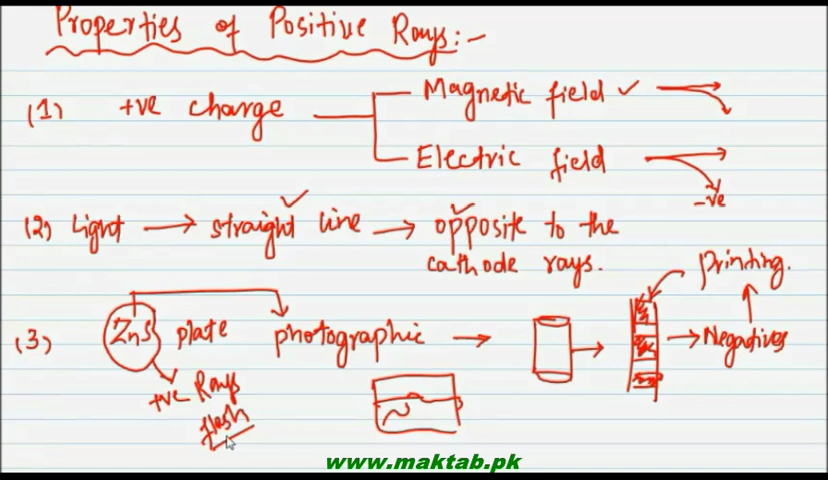 Properties of Positive Rays:-
(1) +ve charge
Magnetic field
Electric field
-ve
(2) Light → straight line → opposite to the cathode rays.
Printing.
(3) ZnS plate photographic → → → Negatives
+ve Rays
flash
www.maktab.pk